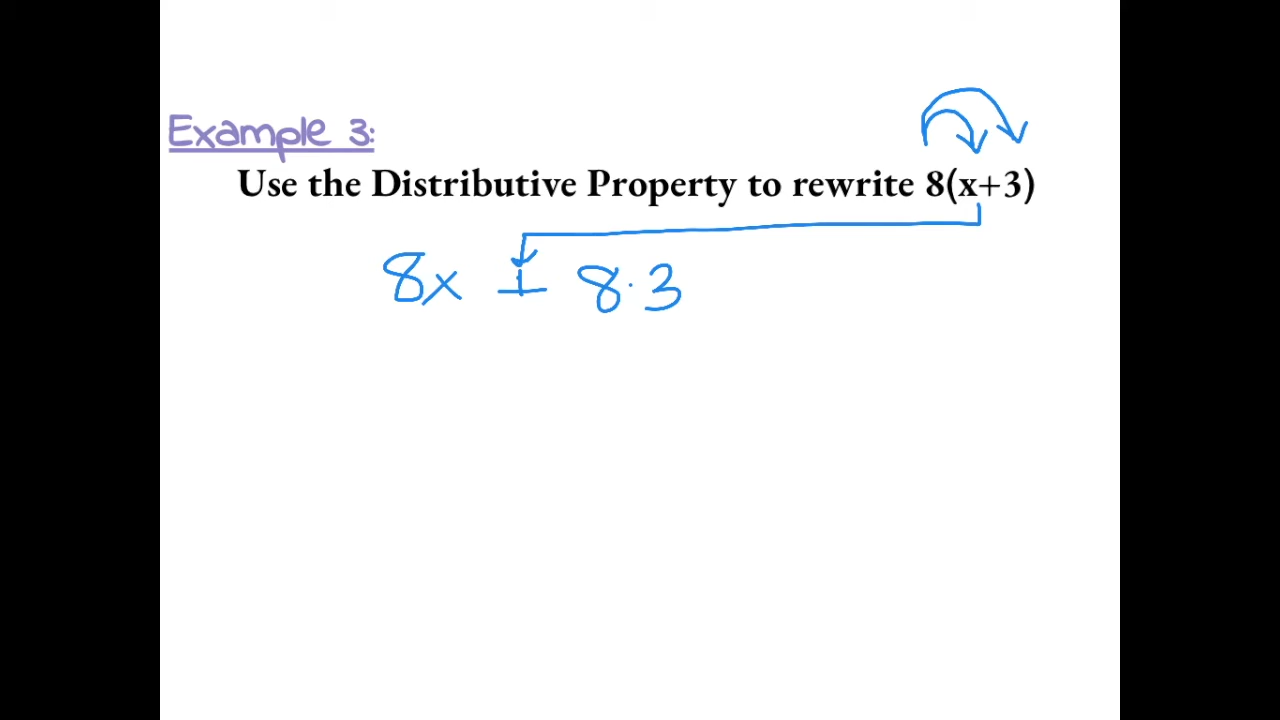 Example 3:
Use the Distributive Property to rewrite 8(x+3)
8x + 8·3